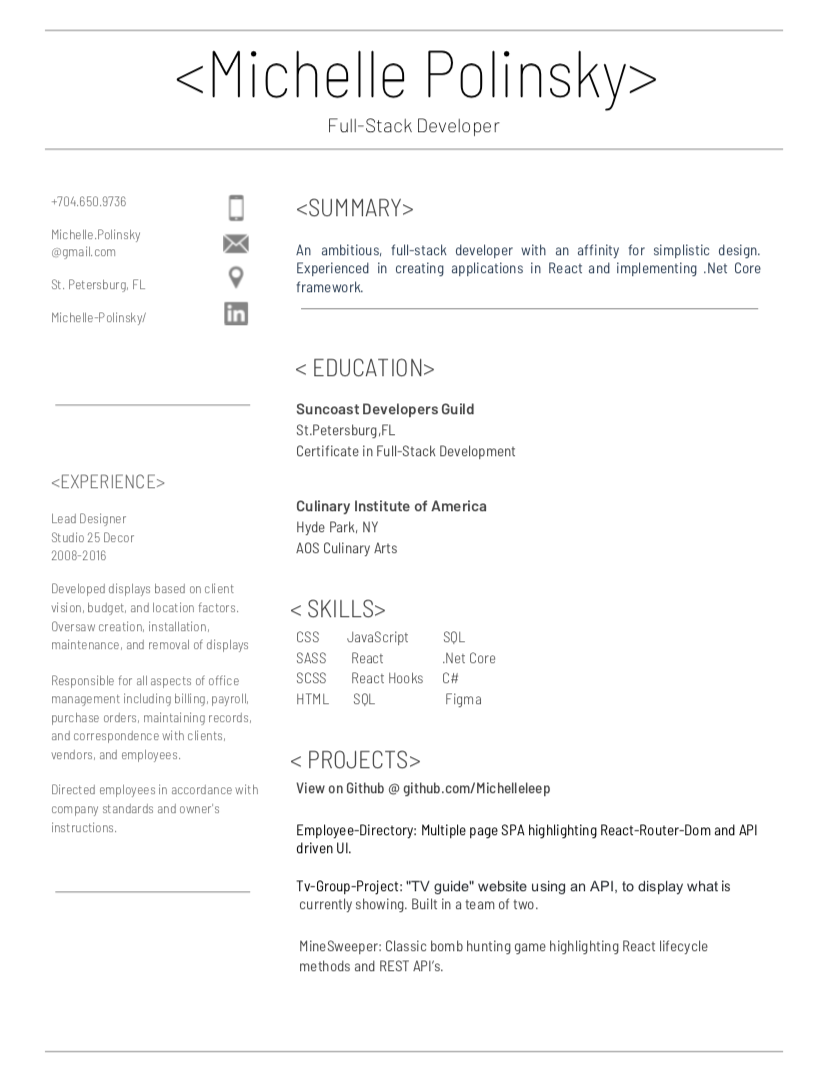 <Michelle Polinsky>
Full-Stack Developer
+704.650.9736
Michelle.Polinsky
@gmail.com
St. Petersburg, FL
Michelle-Polinsky/
in
<EXPERIENCE>
Lead Designer
Studio 25 Decor
2008-2016
Developed displays based on client
vision, budget, and location factors.
Oversaw creation, installation,
maintenance, and removal of displays
Responsible for all aspects of office
management including billing, payroll,
purchase orders, maintaining records,
and correspondence with clients,
vendors, and employees.
Directed employees in accordance with
company standards and owner's
instructions.
<SUMMARY>
An ambitious, full-stack developer with an affinity for simplistic design.
Experienced in creating applications in React and implementing .Net Core
framework.
< EDUCATION>
Suncoast Developers Guild
St.Petersburg,FL
Certificate in Full-Stack Development
Culinary Institute of America
Hyde Park, NY
AOS Culinary Arts
< SKILLS>
CSS JavaScript SQL
SASS React .Net Core
SCSS React Hooks C#
HTML SQL Figma
< PROJECTS>
View on Github @ github.com/Michelleleep
Employee-Directory: Multiple page SPA highlighting React-Router-Dom and API
driven UI.
Tv-Group-Project: "TV guide" website using an API, to display what is
currently showing. Built in a team of two.
MineSweeper: Classic bomb hunting game highlighting React lifecycle
methods and REST API's.